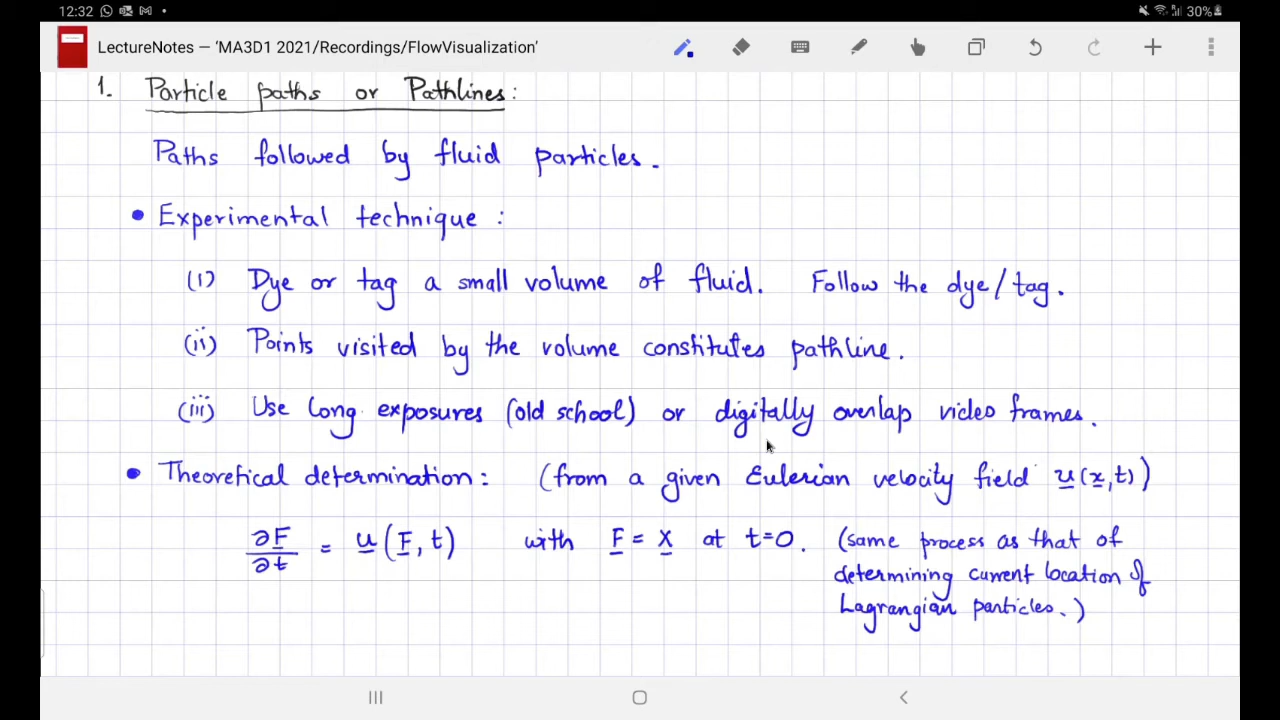 12:32 30%
LectureNotes — ‘MA3D1 2021/Recordings/FlowVisualization’
1. Particle paths or Pathlines:
Paths followed by fluid particles.
• Experimental technique :
(i) Dye or tag a small volume of fluid. Follow the dye/tag.
(ii) Points visited by the volume constitutes pathline.
(iii) Use long exposures (old school) or digitally overlap video frames.
• Theoretical determination: (from a given Eulerian velocity field u(x,t))
∂F/∂t = u(F, t) with F = X at t=0. (same process as that of
determining current location of
Lagrangian particles.)